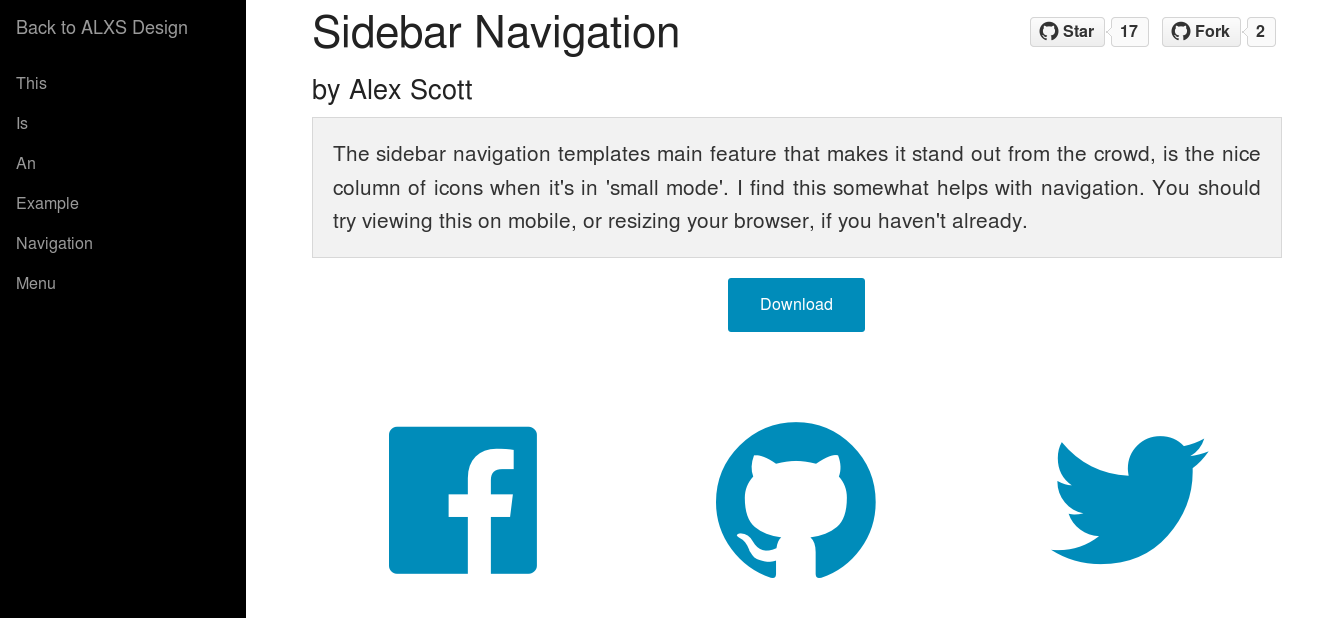 Back to ALXS Design
This
Is
An
Example
Navigation
Menu
Sidebar Navigation
Star 17 Fork 2
by Alex Scott
The sidebar navigation templates main feature that makes it stand out from the crowd, is the nice
column of icons when it's in 'small mode'. I find this somewhat helps with navigation. You should
try viewing this on mobile, or resizing your browser, if you haven't already.
Download